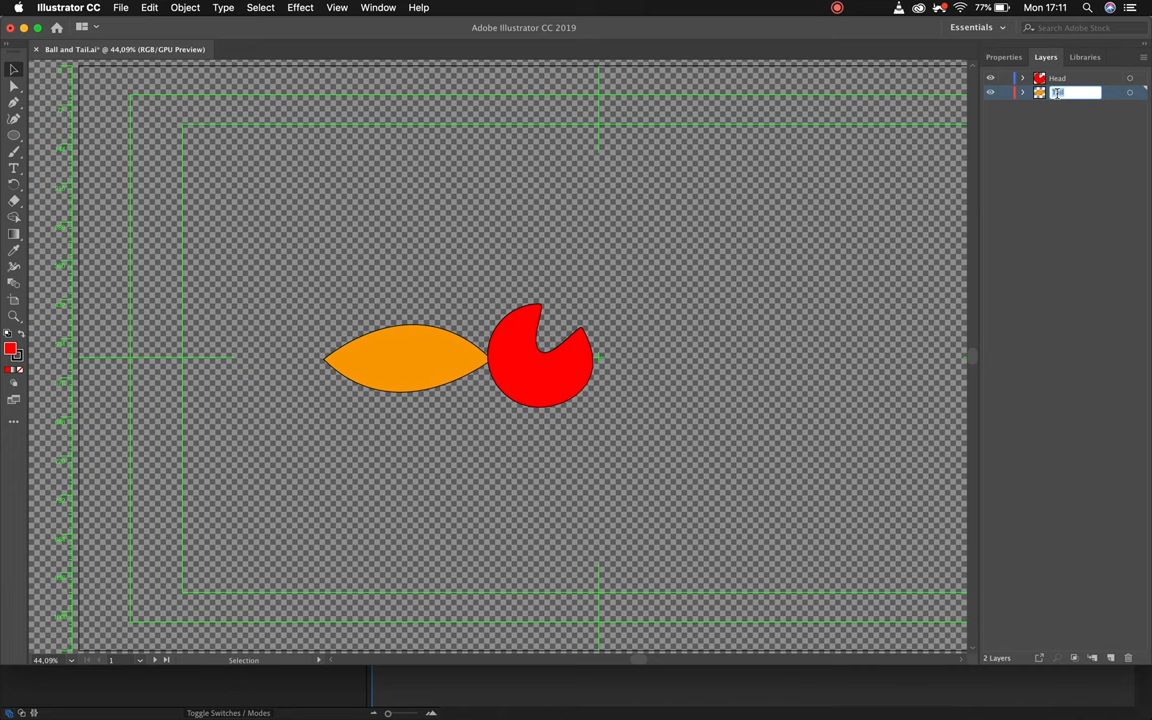 Illustrator CC File Edit Object Type Select Effect View Window Help 77% Mon 17:11
Adobe Illustrator CC 2019 Essentials Search Adobe Stock
Ball and Tail.ai* @ 44,09% (RGB/GPU Preview)
Properties Layers Libraries
Head
44,09% 1 Selection 2 Layers
Toggle Switches / Modes